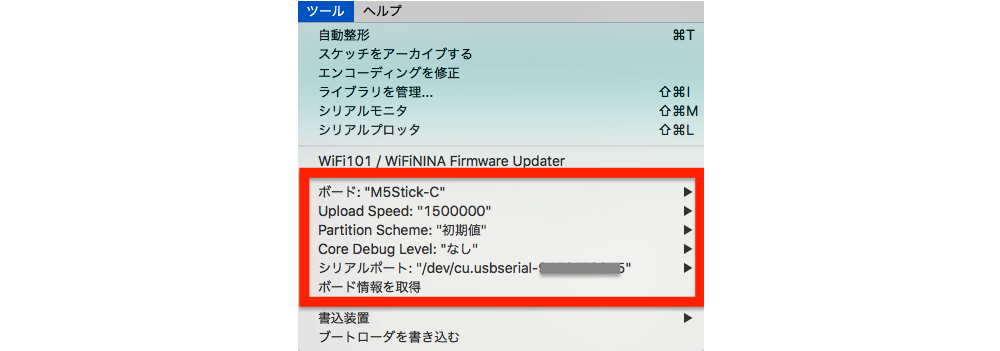 ツール ヘルプ
自動整形 ⌘T
スケッチをアーカイブする
エンコーディングを修正
ライブラリを管理... ⇧⌘I
シリアルモニタ ⇧⌘M
シリアルプロッタ ⇧⌘L
WiFi101 / WiFiNINA Firmware Updater
ボード: "M5Stick-C"
Upload Speed: "1500000"
Partition Scheme: "初期値"
Core Debug Level: "なし"
シリアルポート: "/dev/cu.usbserial-5"
ボード情報を取得
書込装置
ブートローダを書き込む